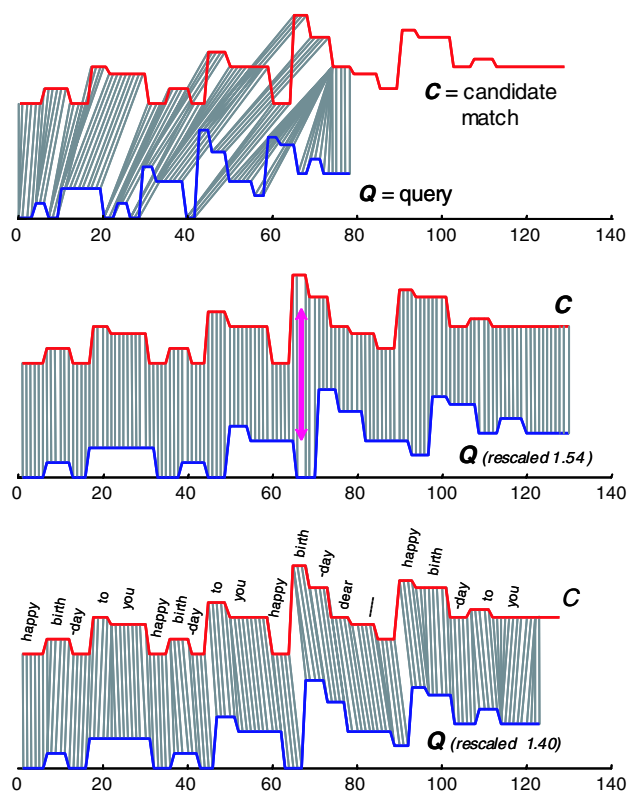 C = candidate
match
Q = query
0 20 40 60 80 100 120 140
C
Q (rescaled 1.54)
0 20 40 60 80 100 120 140
happy birth -day to you happy birth -day to you happy birth -day dear — happy birth -day to you
C
Q (rescaled 1.40)
0 20 40 60 80 100 120 140